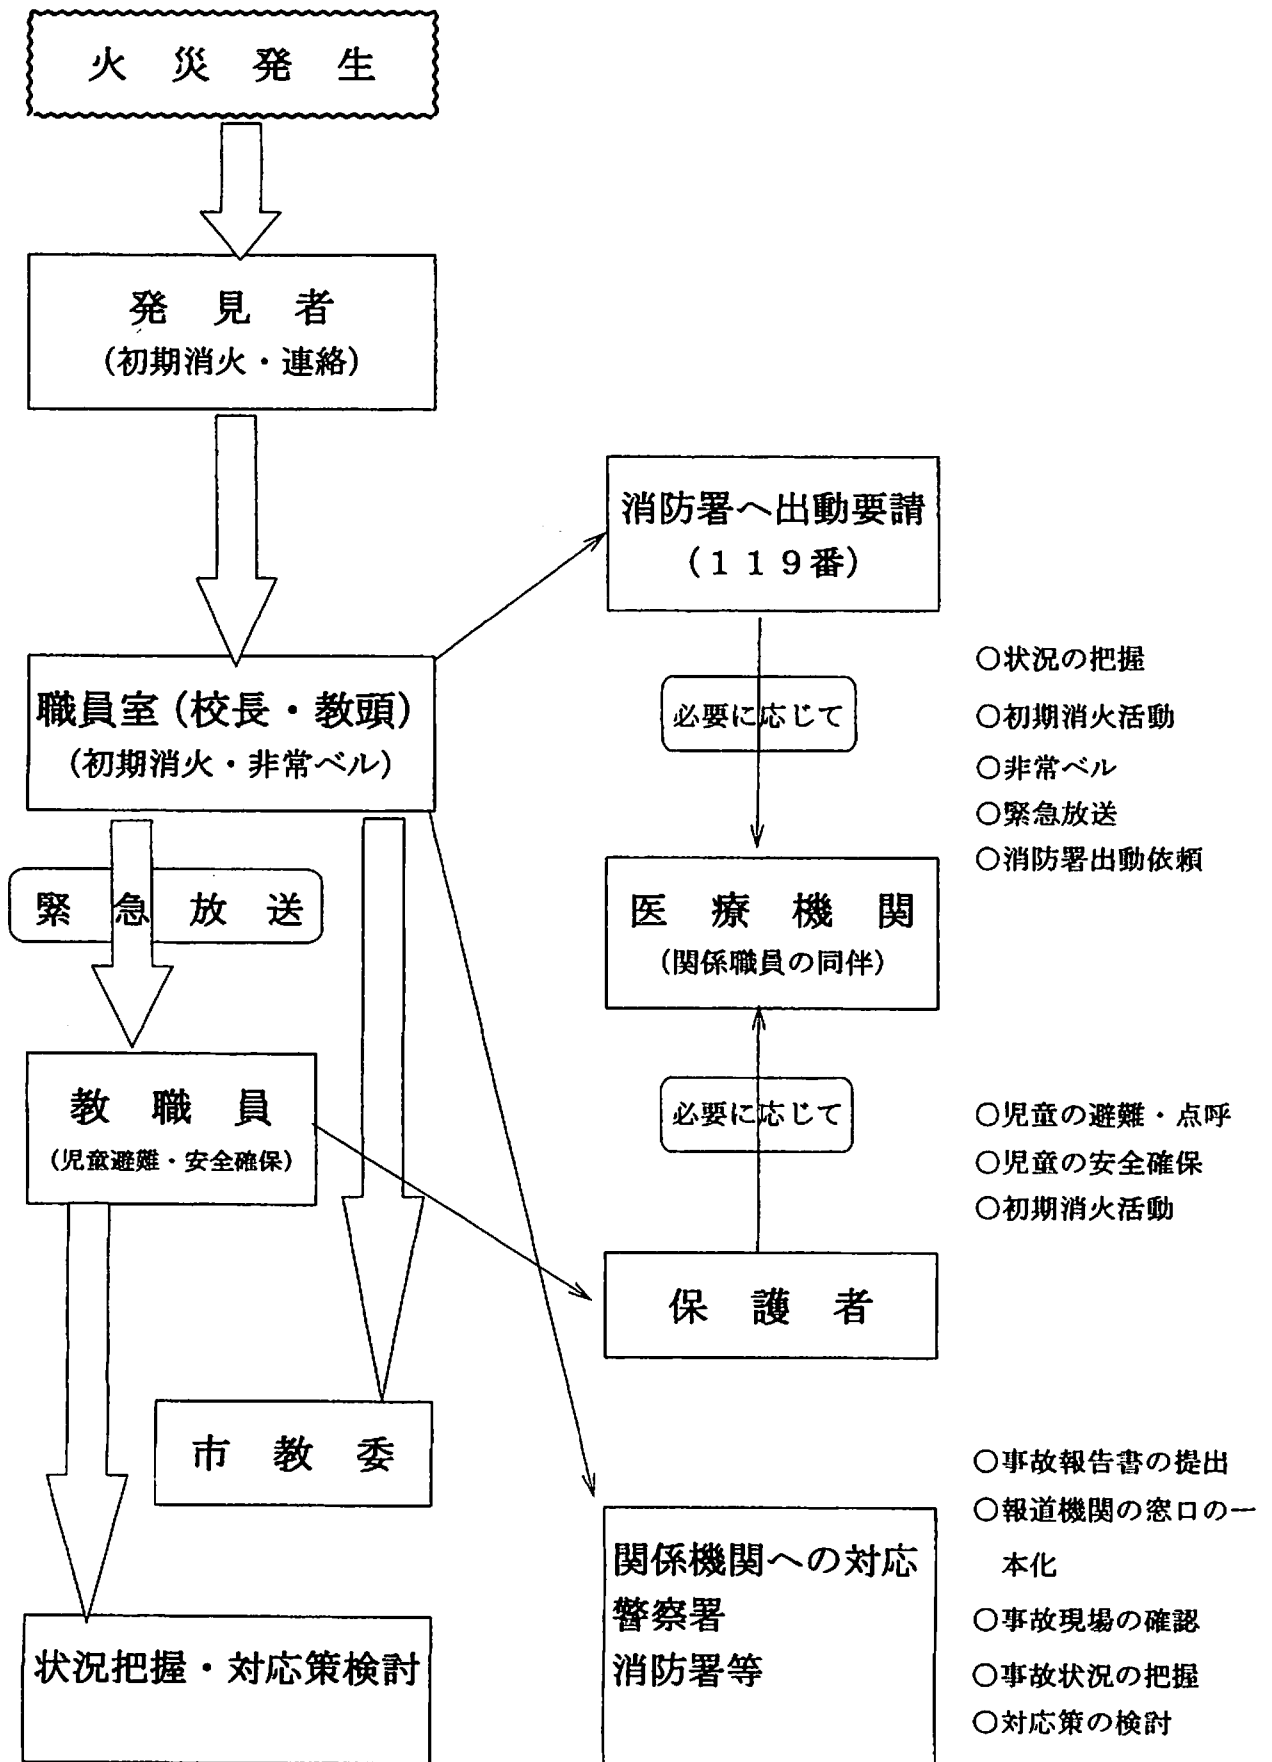 火災発生
発見者
(初期消火・連絡)
消防署へ出動要請
(119番)
職員室(校長・教頭)
(初期消火・非常ベル)
必要に応じて
○状況の把握
○初期消火活動
○非常ベル
○緊急放送
○消防署出動依頼
緊急放送
医療機関
(関係職員の同伴)
教職員
(児童避難・安全確保)
必要に応じて
○児童の避難・点呼
○児童の安全確保
○初期消火活動
保護者
市教委
○事故報告書の提出
○報道機関の窓口の一
本化
○事故現場の確認
○事故状況の把握
○対応策の検討
関係機関への対応
警察署
消防署等
状況把握・対応策検討